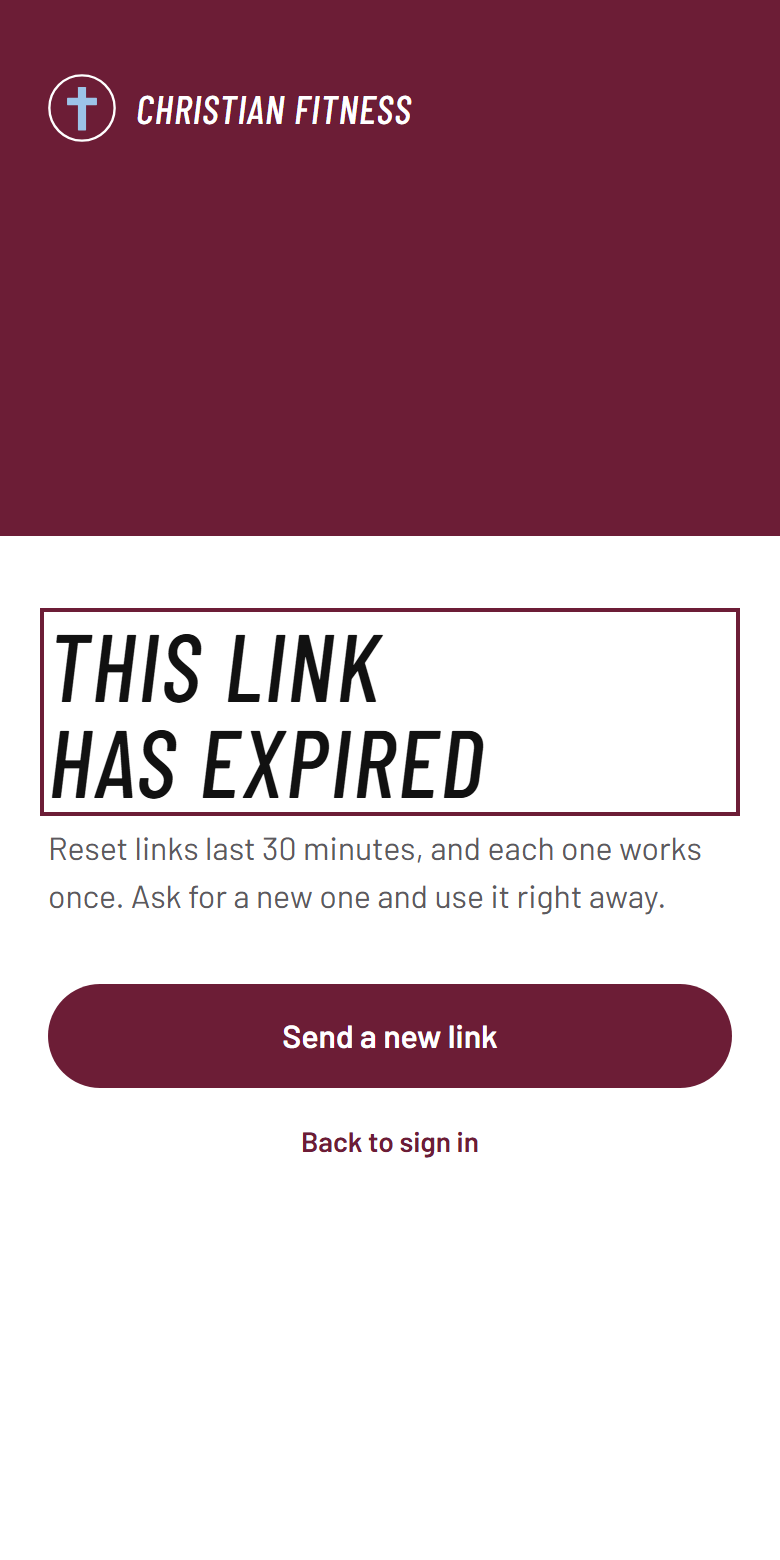 CHRISTIAN FITNESS
THIS LINK
HAS EXPIRED
Reset links last 30 minutes, and each one works
once. Ask for a new one and use it right away.
Send a new link
Back to sign in